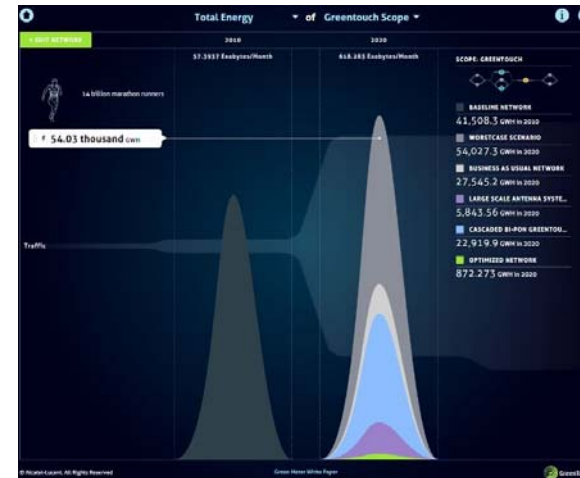 Total Energy of Greentouch Scope
< EDIT NETWORK
2010
2020
57.3937 Exabytes/Month
618.285 Exabytes/Month
SCOPE: GREENTOUCH
14 billion marathon runners
54.03 thousand GWH
BASELINE NETWORK
41,508.3 GWH in 2010
WORSTCASE SCENARIO
54,027.3 GWH in 2020
BUSINESS AS USUAL NETWORK
27,545.2 GWH in 2020
LARGE SCALE ANTENNA SYSTE...
5,843.56 GWH in 2020
CASCADED BI-PON GREENTOU...
22,919.9 GWH in 2020
OPTIMIZED NETWORK
872.273 GWH in 2020
Traffic
© Alcatel-Lucent. All Rights Reserved
Green Meter White Paper